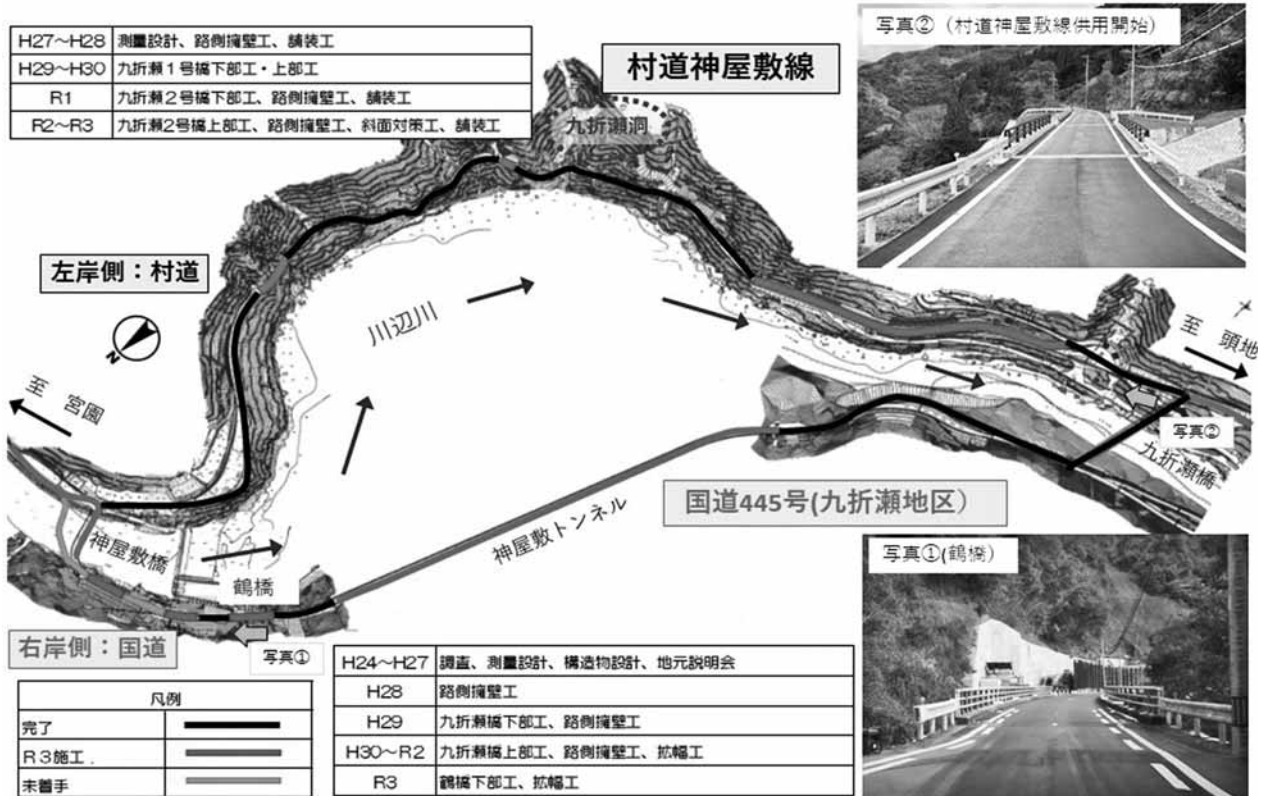 H27～H28 測量設計、路側擁壁工、舗装工
H29～H30 九折瀬1号橋下部工・上部工
R1 九折瀬2号橋下部工、路側擁壁工、舗装工
R2～R3 九折瀬2号橋上部工、路側擁壁工、斜面対策工、舗装工
村道神屋敷線
写真② (村道神屋敷線供用開始)
九折瀬洞
左岸側：村道
川辺川
N
至 宮園
至 頭地
写真②
九折瀬橋
国道445号(九折瀬地区)
神屋敷トンネル
神屋敷橋
鶴橋
写真①(鶴橋)
右岸側：国道
写真①
凡例
完了
R3施工
未着手
H24～H27 調査、測量設計、構造物設計、地元説明会
H28 路側擁壁工
H29 九折瀬橋下部工、路側擁壁工
H30～R2 九折瀬橋上部工、路側擁壁工、拡幅工
R3 鶴橋下部工、拡幅工